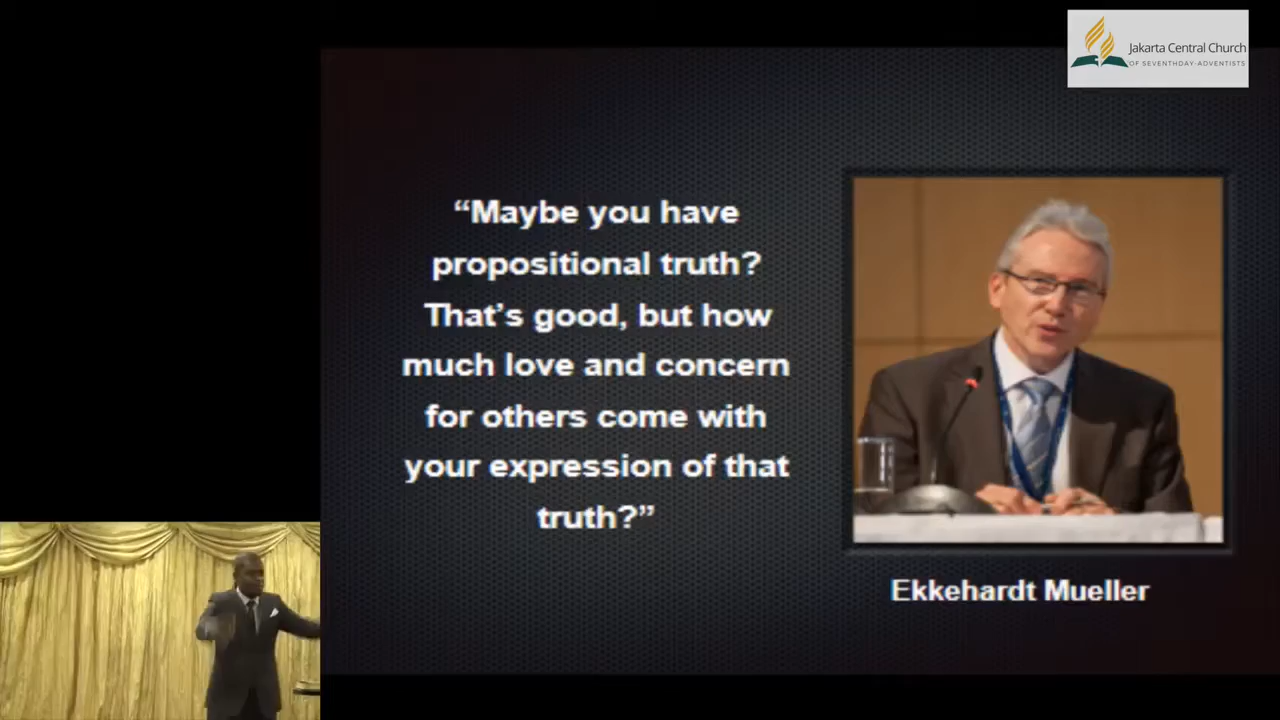 Jakarta Central Church
OF SEVENTHDAY-ADVENTISTS
“Maybe you have
propositional truth?
That’s good, but how
much love and concern
for others come with
your expression of that
truth?”
Ekkehardt Mueller